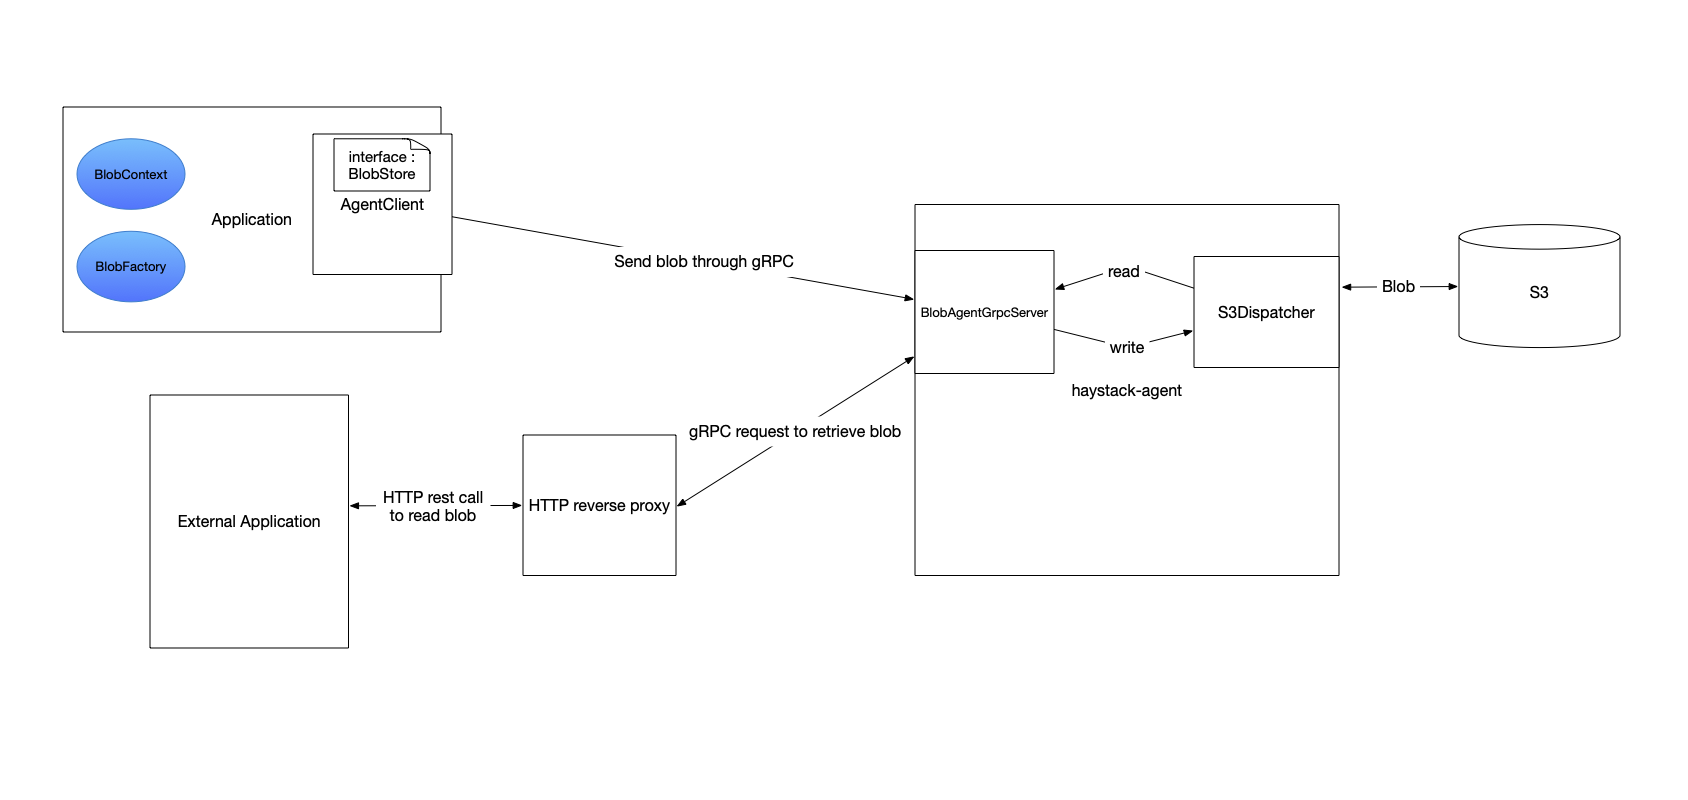 interface :
BlobStore
BlobContext
AgentClient
Application
BlobFactory
Send blob through gRPC
read
BlobAgentGrpcServer
S3Dispatcher
write
haystack-agent
Blob
S3
gRPC request to retrieve blob
External Application
HTTP rest call
to read blob
HTTP reverse proxy